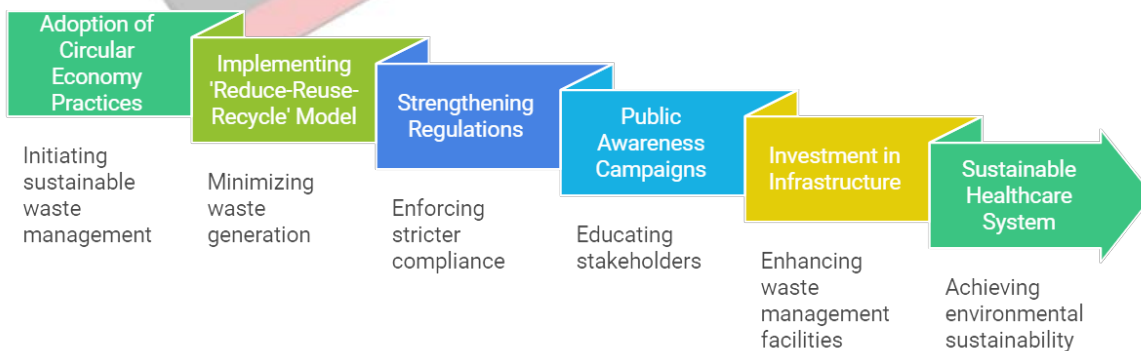 Adoption of
Circular
Economy
Practices
Initiating
sustainable
waste
management
Implementing
'Reduce-Reuse-
Recycle' Model
Minimizing
waste
generation
Strengthening
Regulations
Enforcing
stricter
compliance
Public
Awareness
Campaigns
Educating
stakeholders
Investment in
Infrastructure
Enhancing
waste
management
facilities
Sustainable
Healthcare
System
Achieving
environmental
sustainability